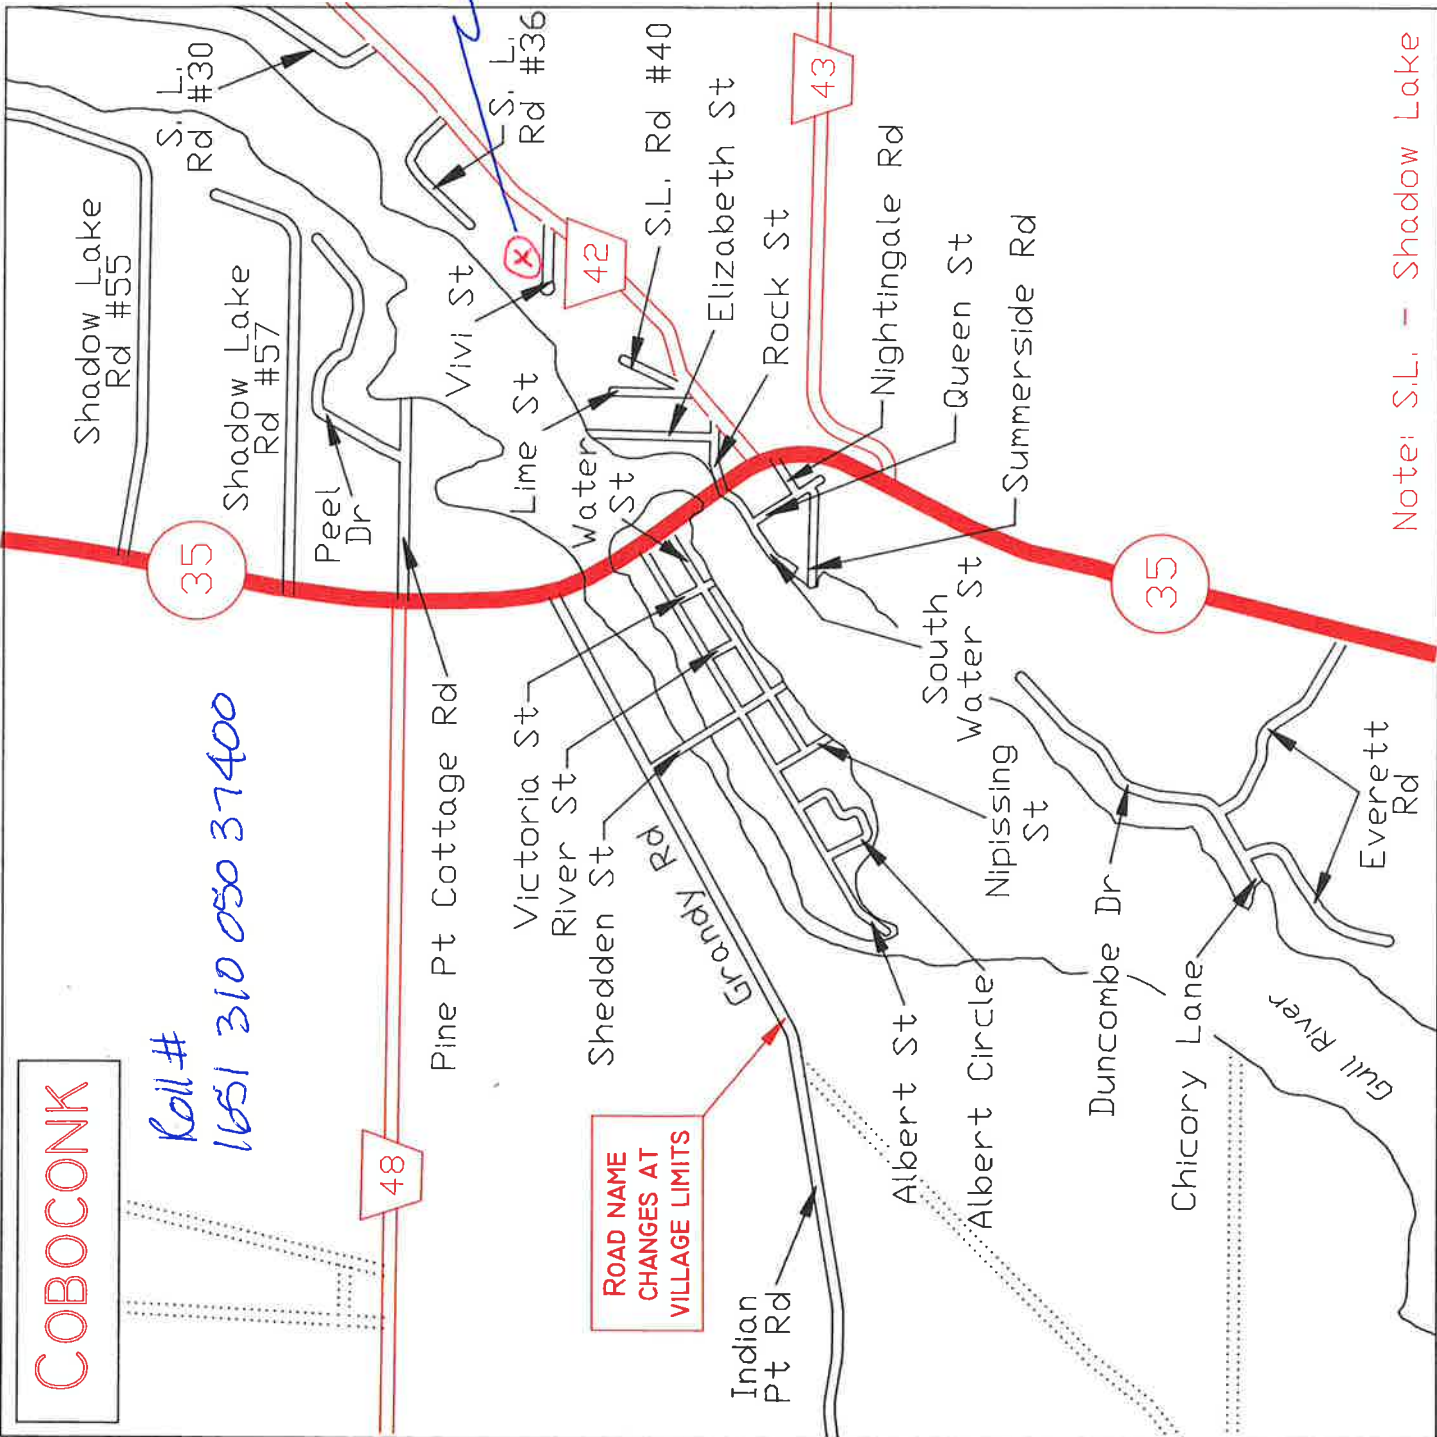 COBOCONK
Roll #
1651 310 050 37400
48
Pine Pt Cottage Rd
35
Shadow Lake
Rd #55
Shadow Lake
Rd #57
Peel
Dr
S. L.
Rd #30
S. L.
Rd #36
Vivi St
X
42
Lime St
S.L. Rd #40
Elizabeth St
Rock St
Water
St
43
Nightingale Rd
Queen St
Summerside Rd
Victoria St
River St
Shedden St
Grandy Rd
ROAD NAME
CHANGES AT
VILLAGE LIMITS
Indian
Pt Rd
Albert St
Albert Circle
Nipissing
St
South
Water St
35
Duncombe Dr
Chicory Lane
Everett
Rd
Gull River
Note: S.L. - Shadow Lake